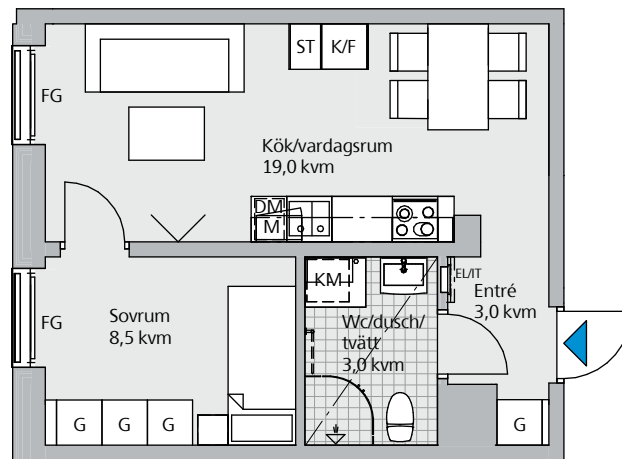 ST K/F
FG
Kök/vardagsrum
19,0 kvm
DM
M
KM
EL/IT
Entré
3,0 kvm
Sovrum
8,5 kvm
FG
Wc/dusch/
tvätt
3,0 kvm
G G G
G